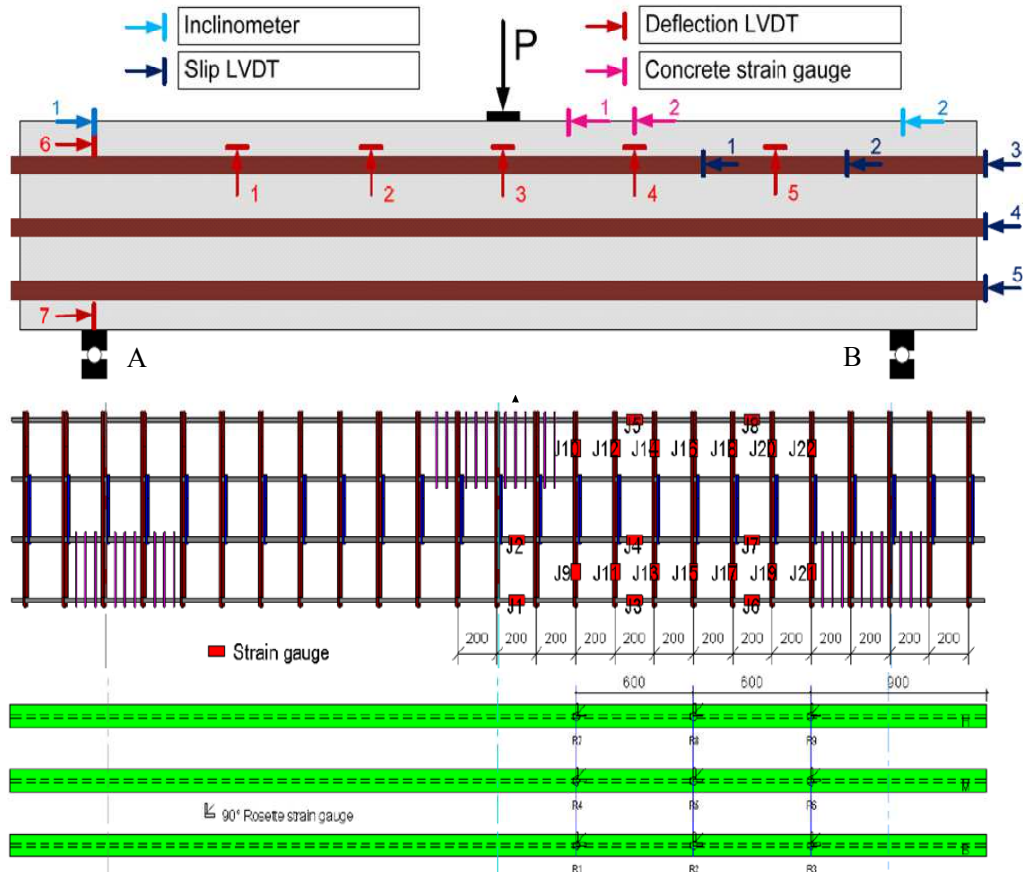 Inclinometer
Slip LVDT
P
Deflection LVDT
Concrete strain gauge
1
6
1
2
2
1
2
3
1
2
3
4
5
4
5
7
A
B
J5
J8
J10 J12 J14 J16 J18 J20 J22
J2
J4
J7
J9 J11 J13 J15 J17 J19 J2
J1
J3
J6
200 200 200 200 200 200 200 200 200 200 200 200 200
Strain gauge
600 600 900
R7 R8 R9
H
R4 R5 R6
M
90° Rosette strain gauge
B
R1 R2 R3